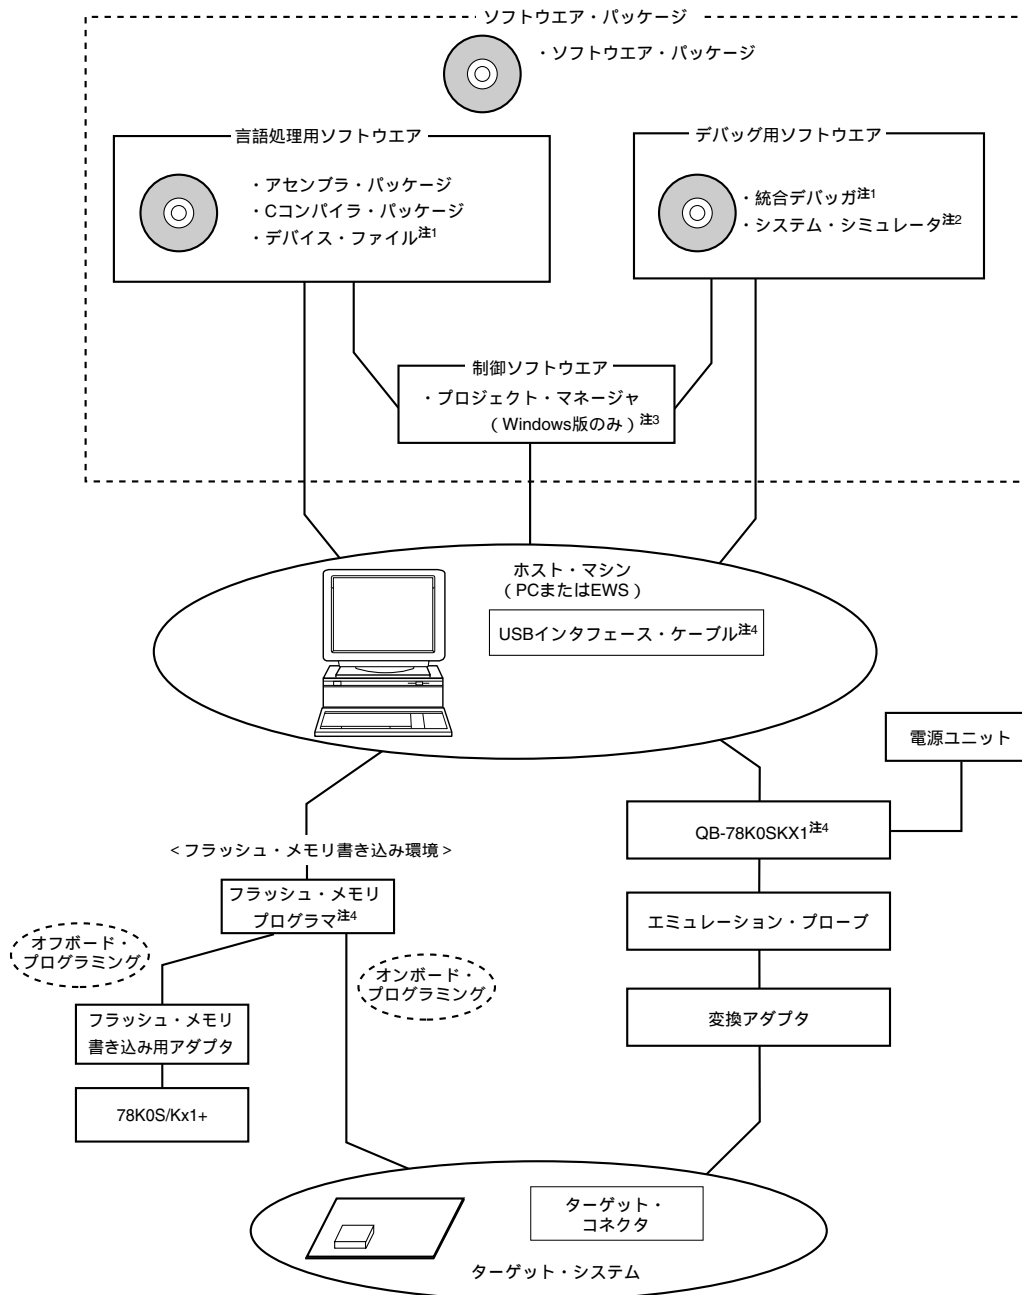 ソフトウエア・パッケージ
・ソフトウエア・パッケージ
言語処理用ソフトウエア
・アセンブラ・パッケージ
・Cコンパイラ・パッケージ
・デバイス・ファイル注1
デバッグ用ソフトウエア
・統合デバッガ注1
・システム・シミュレータ注2
制御ソフトウエア
・プロジェクト・マネージャ
（Windows版のみ）注3
ホスト・マシン
（PCまたはEWS）
USBインタフェース・ケーブル注4
電源ユニット
QB-78K0SKX1注4
＜フラッシュ・メモリ書き込み環境＞
フラッシュ・メモリ
プログラマ注4
エミュレーション・プローブ
オフボード・
プログラミング
オンボード・
プログラミング
フラッシュ・メモリ
書き込み用アダプタ
変換アダプタ
78K0S/Kx1+
ターゲット・
コネクタ
ターゲット・システム